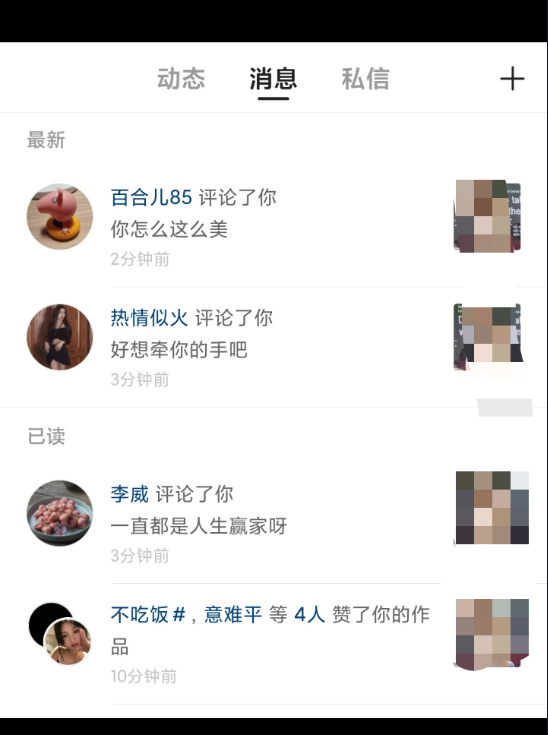 动态 消息 私信
最新
百合儿85 评论了你
你怎么这么美
2分钟前
热情似火 评论了你
好想牵你的手吧
3分钟前
已读
李威 评论了你
一直都是人生赢家呀
3分钟前
不吃饭#, 意难平 等 4人 赞了你的作
品
10分钟前